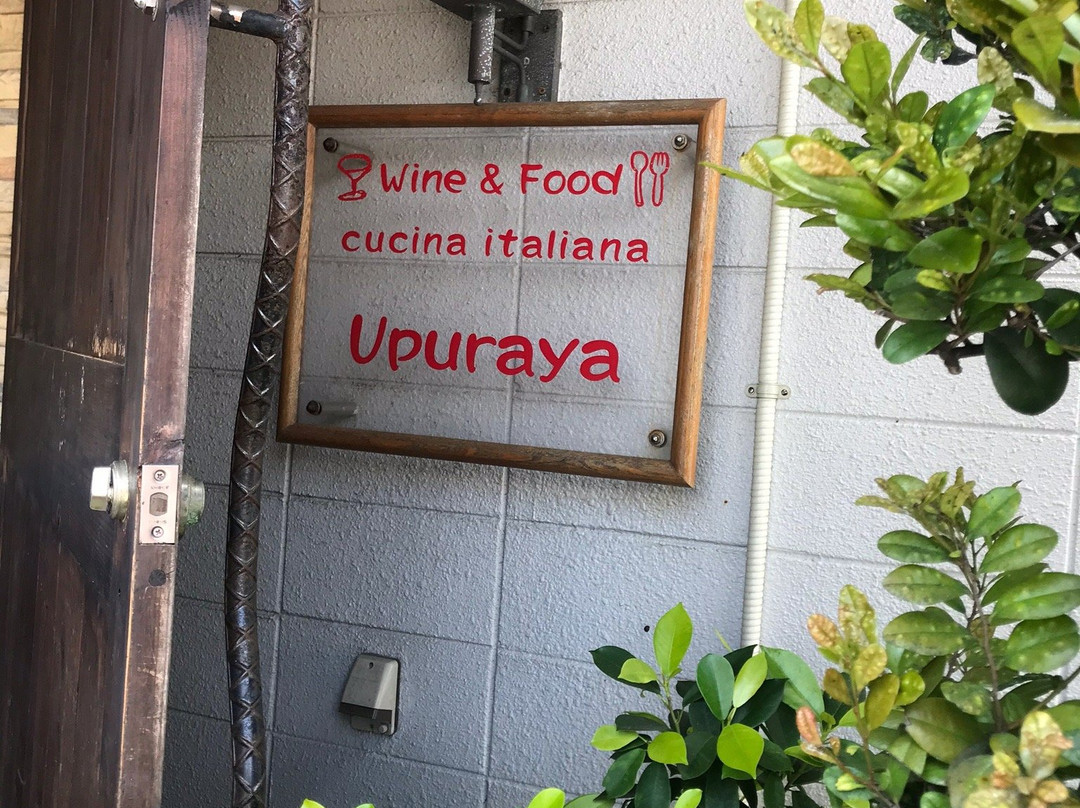 Wine & Food
cucina italiana
Upuraya